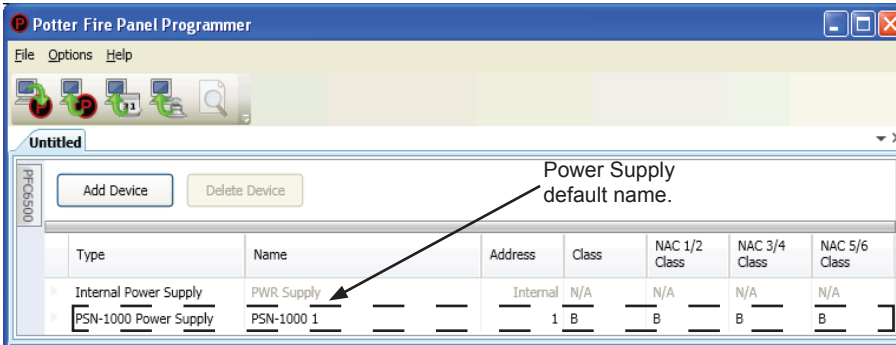 Potter Fire Panel Programmer
File Options Help
Untitled
PFC6500
Add Device Delete Device
Power Supply
default name.
Type Name Address Class NAC 1/2 Class NAC 3/4 Class NAC 5/6 Class
Internal Power Supply PWR Supply Internal N/A N/A N/A N/A
PSN-1000 Power Supply PSN-1000 1 1 B B B B